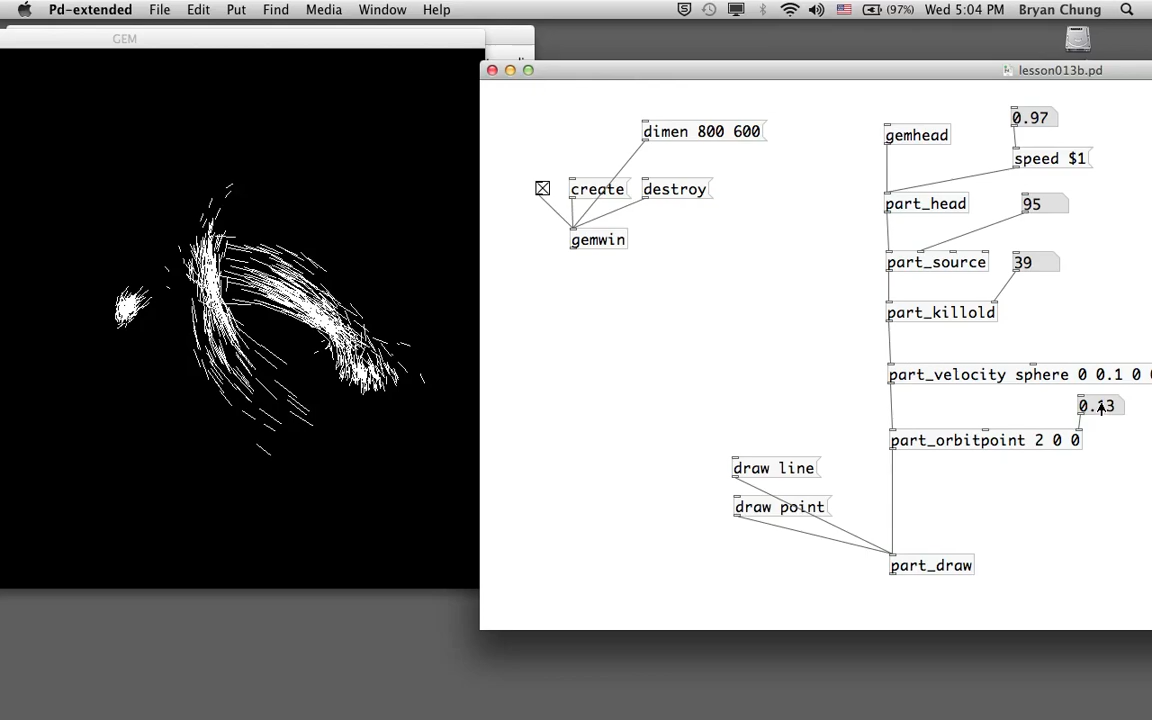 Pd-extended File Edit Put Find Media Window Help (97%) Wed 5:04 PM Bryan Chung
GEM
lesson013b.pd
dimen 800 600
create
destroy
gemwin
gemhead
0.97
speed $1
part_head
95
part_source
39
part_killold
part_velocity sphere 0 0.1 0
part_orbitpoint 2 0 0
draw line
draw point
part_draw